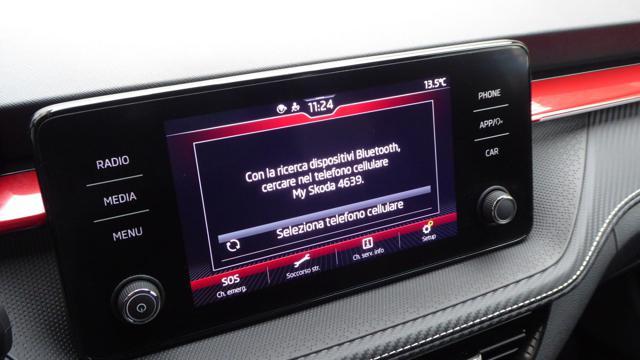 11:24
13.5°C
RADIO
MEDIA
MENU
PHONE
APP/
CAR
Con la ricerca dispositivi Bluetooth,
cercare nel telefono cellulare
My Skoda 4639.
Seleziona telefono cellulare
SOS
Ch. emerg.
Soccorso str.
Ch. serv. info
Setup